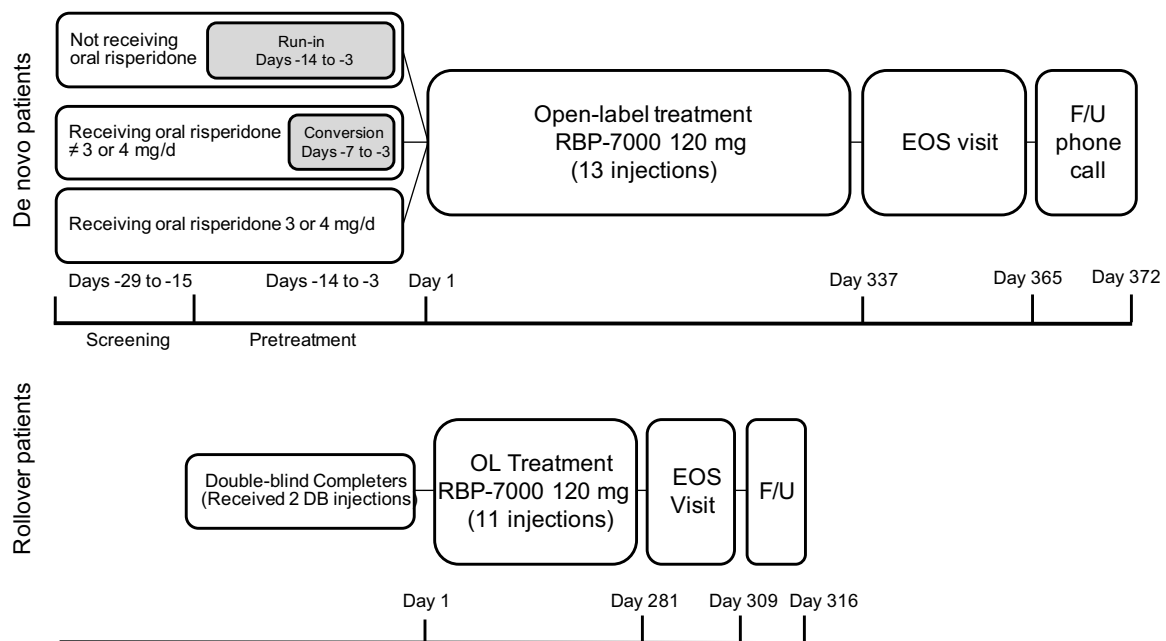 De novo patients
Not receiving
oral risperidone
Run-in
Days -14 to -3
Receiving oral risperidone
≠ 3 or 4 mg/d
Conversion
Days -7 to -3
Receiving oral risperidone 3 or 4 mg/d
Open-label treatment
RBP-7000 120 mg
(13 injections)
EOS visit
F/U
phone
call
Days -29 to -15
Days -14 to -3
Day 1
Day 337
Day 365
Day 372
Screening
Pretreatment
Rollover patients
Double-blind Completers
(Received 2 DB injections)
OL Treatment
RBP-7000 120 mg
(11 injections)
EOS
Visit
F/U
Day 1
Day 281
Day 309
Day 316